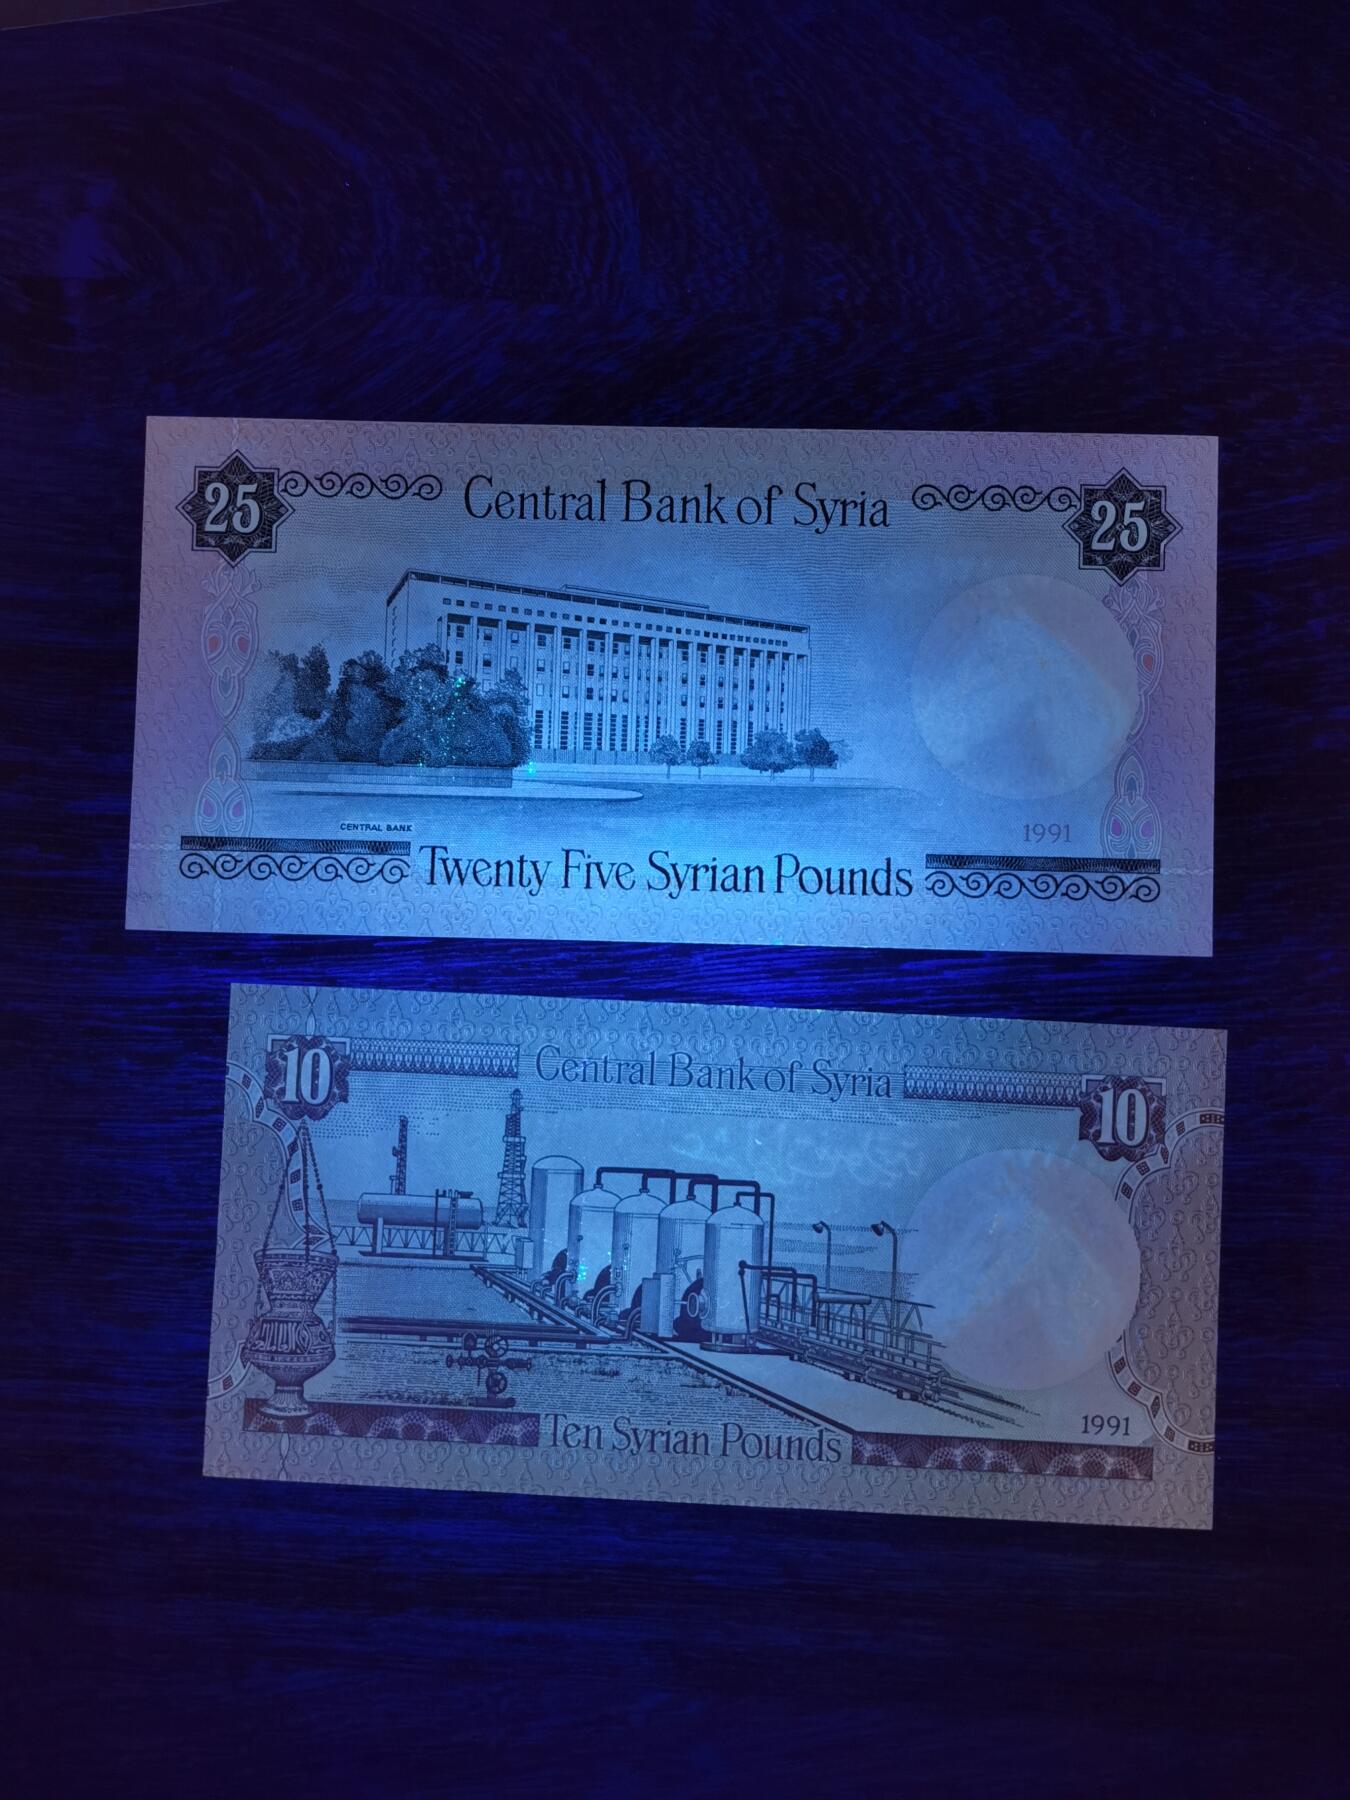 25 Central Bank of Syria 25
CENTRAL BANK
1991
Twenty Five Syrian Pounds
10 Central Bank of Syria 10
1991
Ten Syrian Pounds